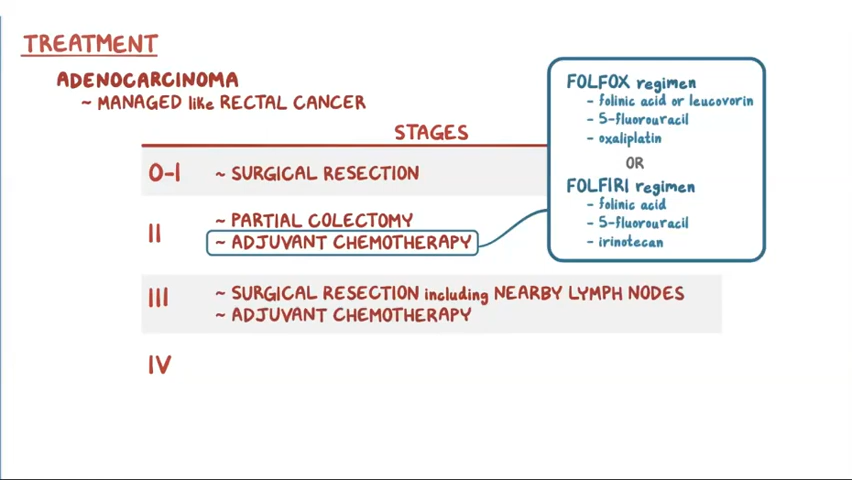 TREATMENT
ADENOCARCINOMA
~ MANAGED like RECTAL CANCER
STAGES
0-I ~ SURGICAL RESECTION
II ~ PARTIAL COLECTOMY
~ ADJUVANT CHEMOTHERAPY
III ~ SURGICAL RESECTION including NEARBY LYMPH NODES
~ ADJUVANT CHEMOTHERAPY
IV
FOLFOX regimen
- folinic acid or leucovorin
- 5-fluorouracil
- oxaliplatin
OR
FOLFIRI regimen
- folinic acid
- 5-fluorouracil
- irinotecan